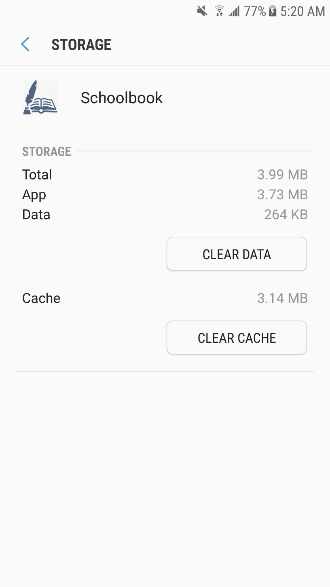 77% 5:20 AM
STORAGE
Schoolbook
STORAGE
Total 3.99 MB
App 3.73 MB
Data 264 KB
CLEAR DATA
Cache 3.14 MB
CLEAR CACHE